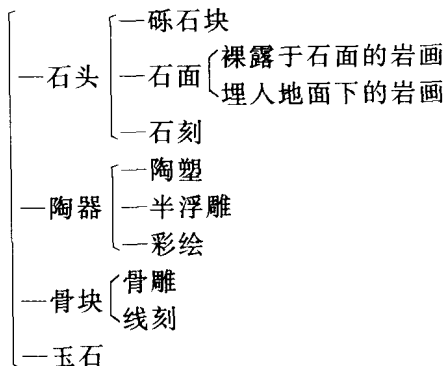 砾石块
石头
石面
裸露于石面的岩画
埋入地面下的岩画
石刻
陶塑
陶器
半浮雕
彩绘
骨块
骨雕
线刻
玉石